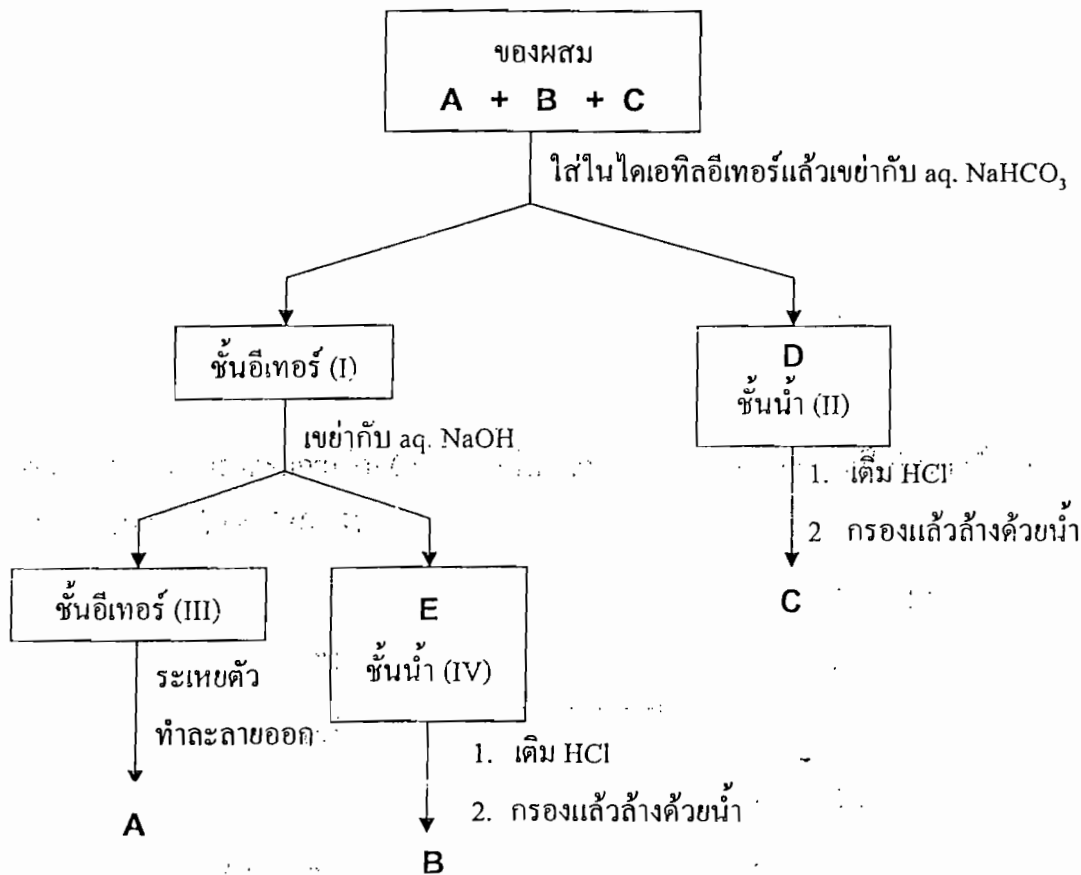 ของผสม
A + B + C
ใส่ในไดเอทิลอีเทอร์แล้วเขย่ากับ aq. NaHCO₃
ชั้นอีเทอร์ (I)
D
ชั้นน้ำ (II)
เขย่ากับ aq. NaOH
1. เติม HCl
2 กรองแล้วล้างด้วยน้ำ
C
ชั้นอีเทอร์ (III)
E
ชั้นน้ำ (IV)
ระเหยตัว
ทำละลายออก
A
1. เติม HCl
2. กรองแล้วล้างด้วยน้ำ
B